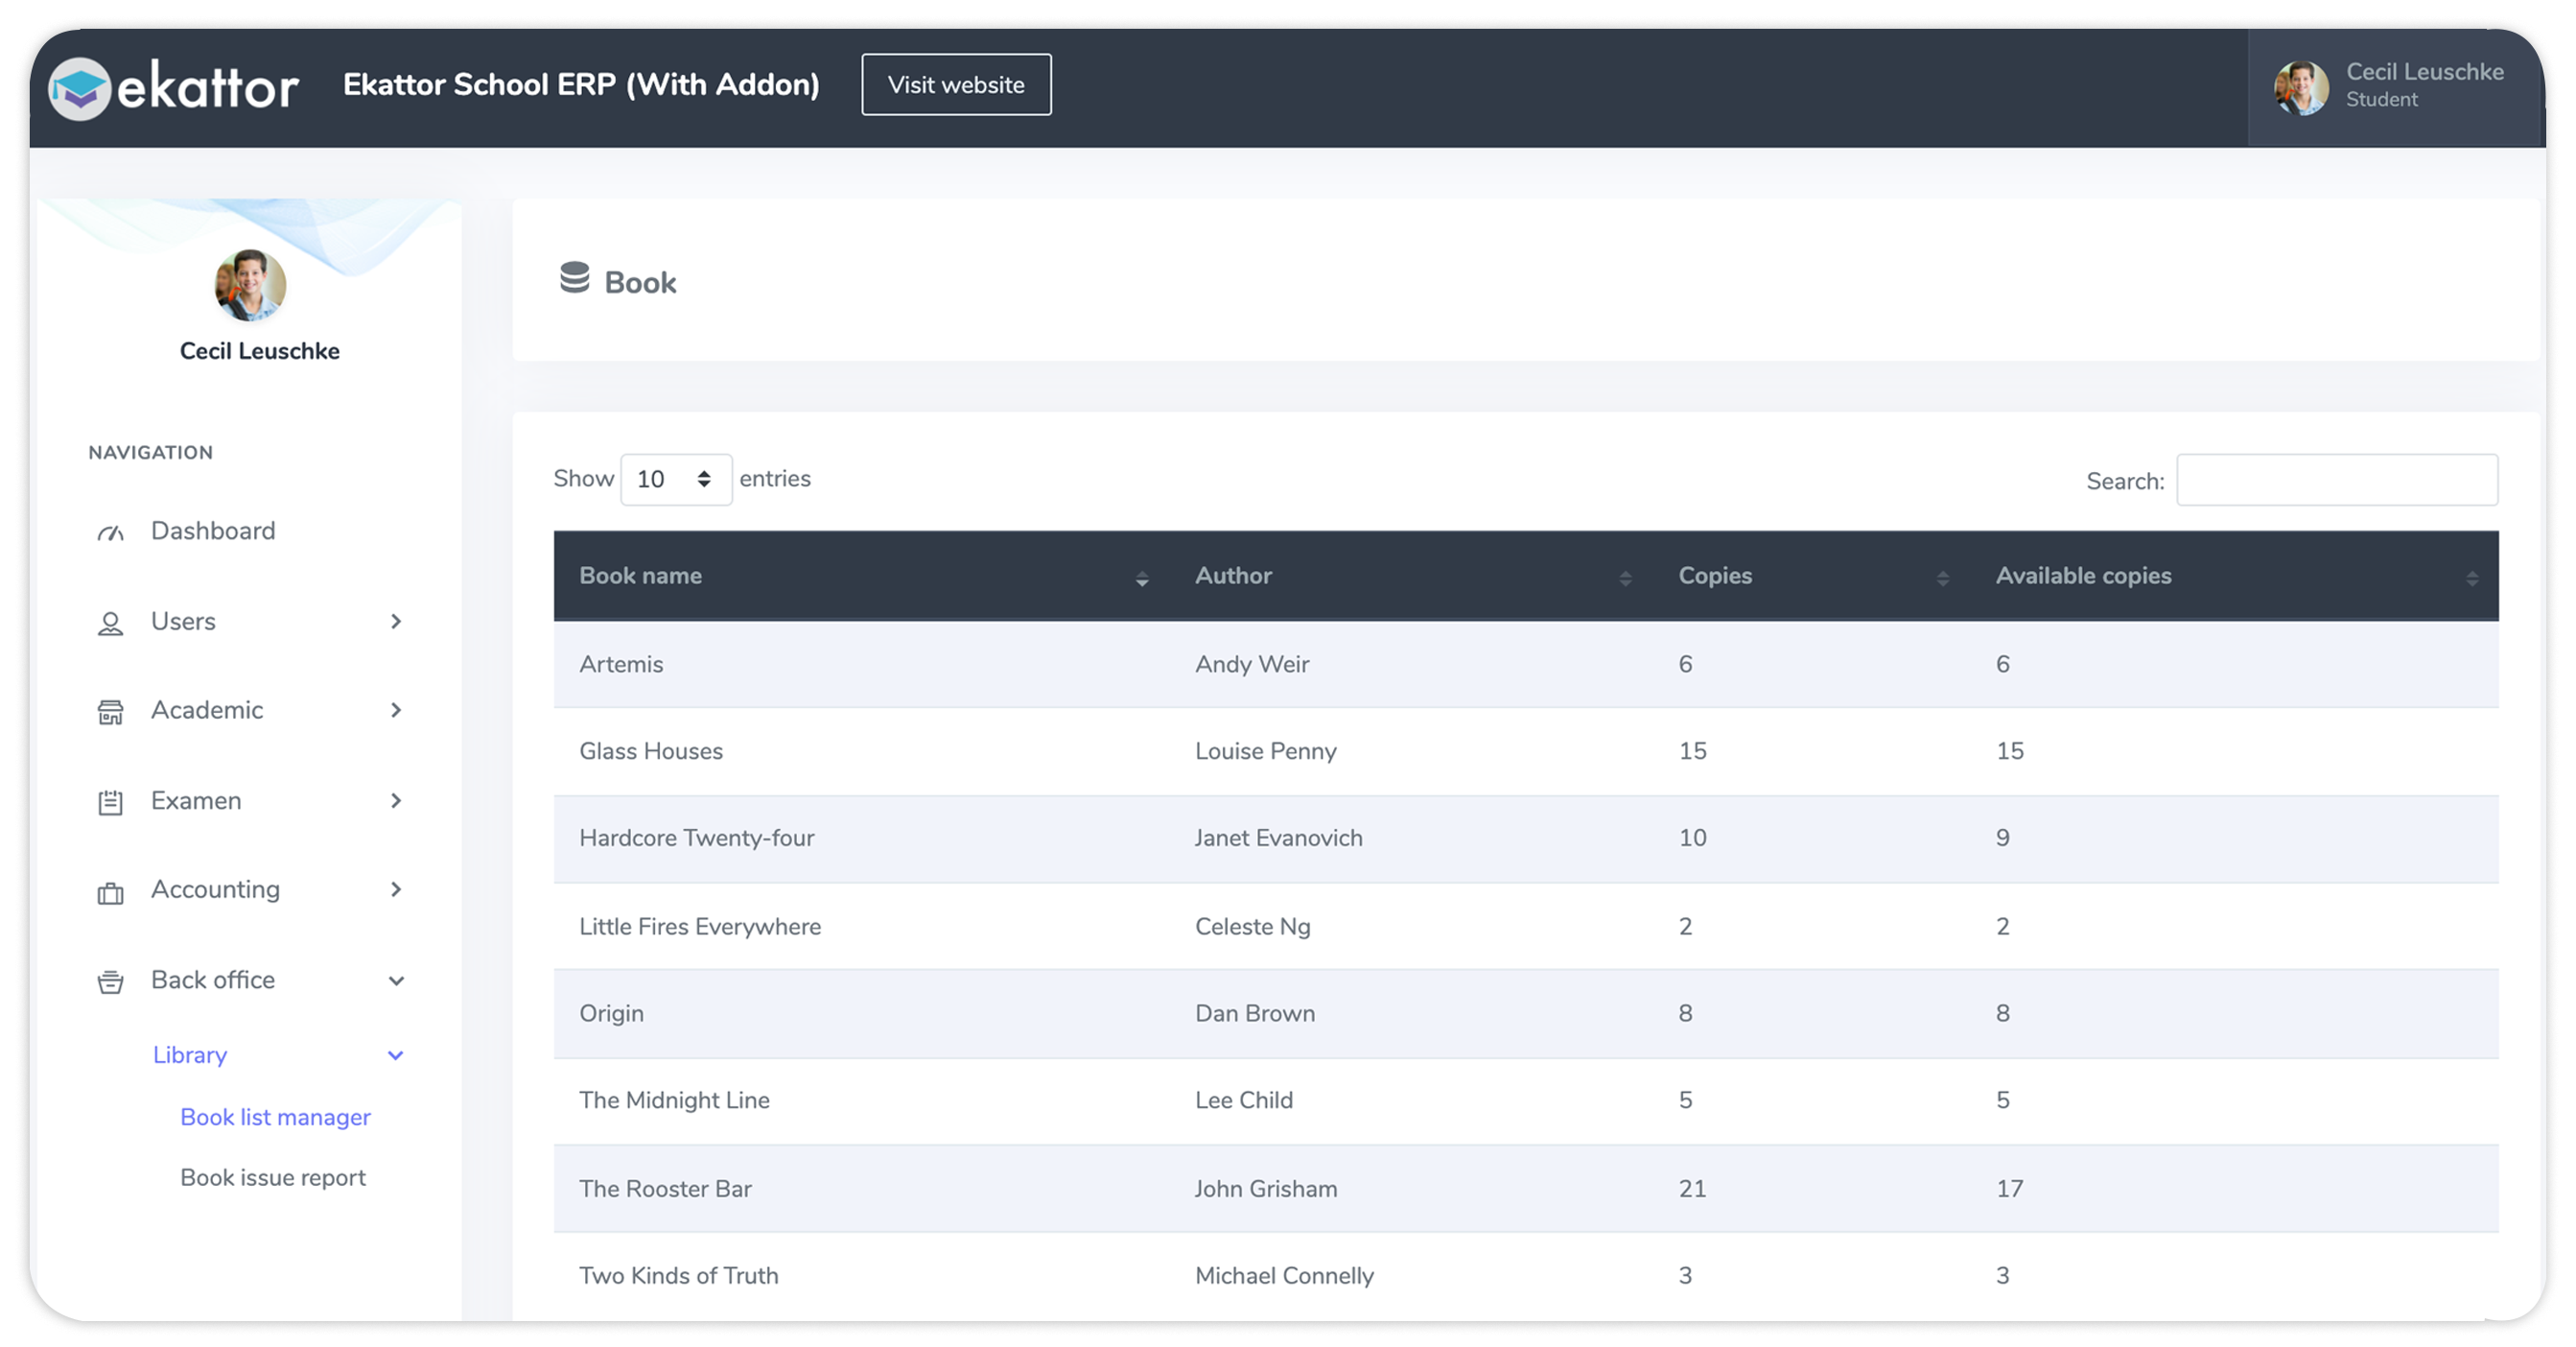 ekattor Ekattor School ERP (With Addon) Visit website Cecil Leuschke
Student
Cecil Leuschke
NAVIGATION
Dashboard
Users
Academic
Examen
Accounting
Back office
Library
Book list manager
Book issue report
Book
Show 10 entries Search:
Book name Author Copies Available copies
Artemis Andy Weir 6 6
Glass Houses Louise Penny 15 15
Hardcore Twenty-four Janet Evanovich 10 9
Little Fires Everywhere Celeste Ng 2 2
Origin Dan Brown 8 8
The Midnight Line Lee Child 5 5
The Rooster Bar John Grisham 21 17
Two Kinds of Truth Michael Connelly 3 3